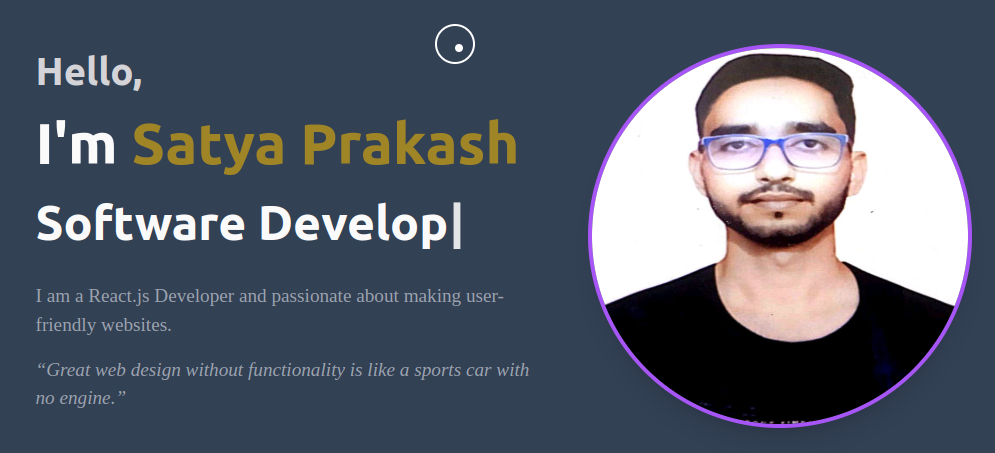 Hello,
I'm Satya Prakash
Software Develop|
I am a React.js Developer and passionate about making user-
friendly websites.
“Great web design without functionality is like a sports car with
no engine.”